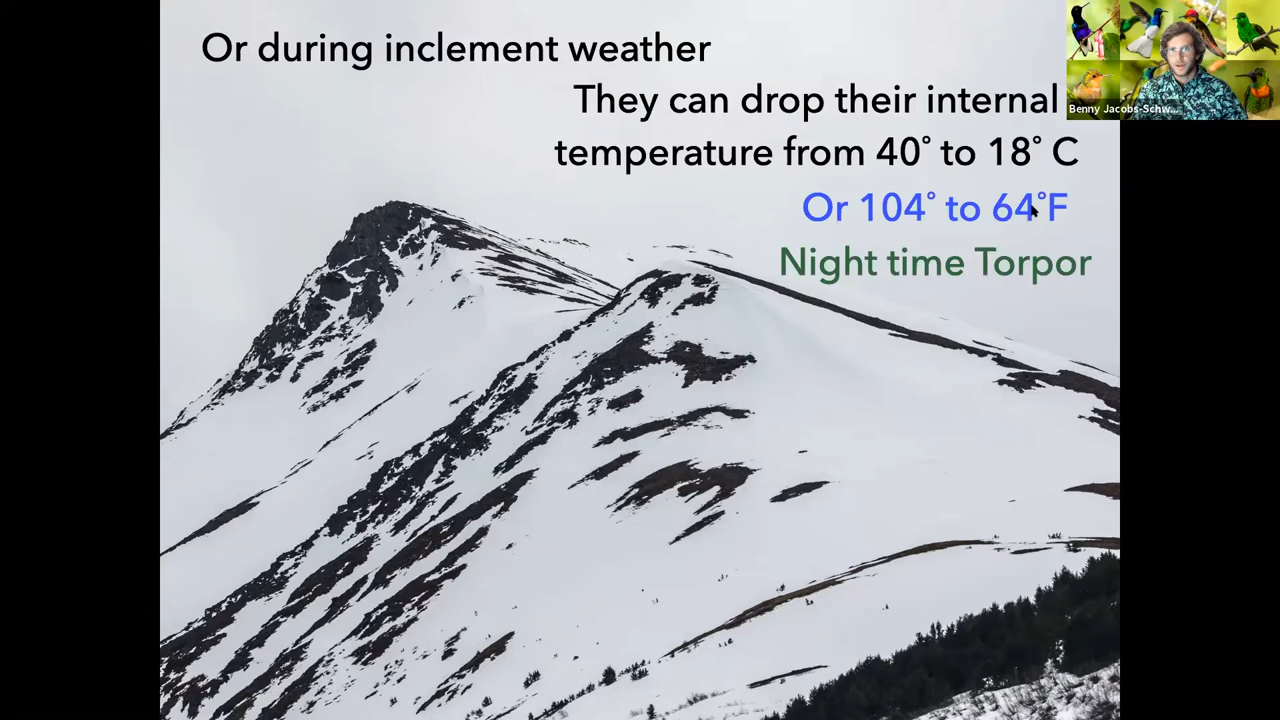 Or during inclement weather
They can drop their internal
temperature from 40° to 18° C
Or 104° to 64°F
Night time Torpor
Benny Jacobs-Schw...